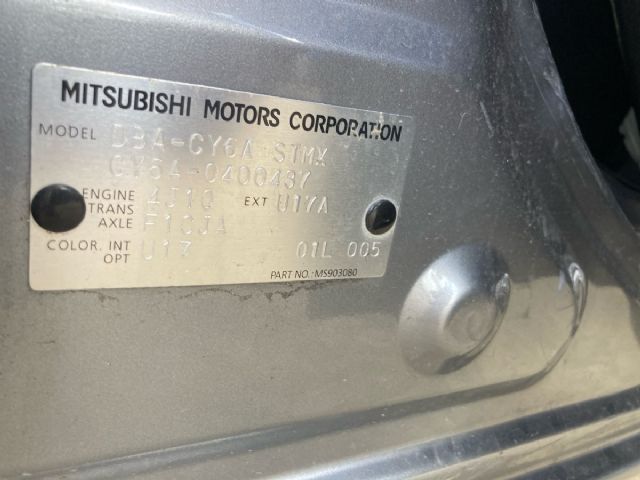 MITSUBISHI MOTORS CORPORATION
MODEL DBA-CY6A STMX
CY6A-0400437
ENGINE 4J10 EXT U17A
TRANS AXLE F1CJA
COLOR. INT OPT U17 01L 005
PART NO.: MS903080